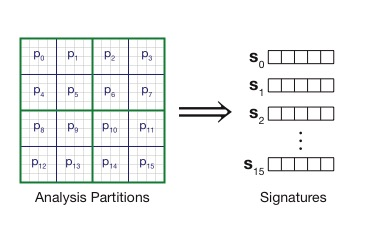 p0 p1 p2 p3
p4 p5 p6 p7
p8 p9 p10 p11
p12 p13 p14 p15
Analysis Partitions
s0
s1
s2
⋮
s15
Signatures